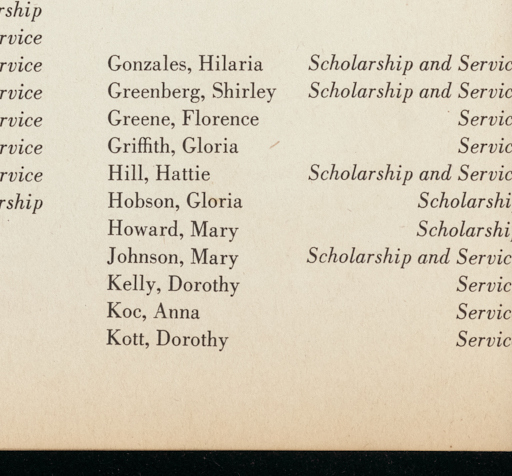 rship
rvice
rvice
rvice
rvice
rvice
rvice
rship
Gonzales, Hilaria Scholarship and Servic
Greenberg, Shirley Scholarship and Servic
Greene, Florence Servic
Griffith, Gloria Servic
Hill, Hattie Scholarship and Servic
Hobson, Gloria Scholarshi
Howard, Mary Scholarshi
Johnson, Mary Scholarship and Servic
Kelly, Dorothy Servic
Koc, Anna Servic
Kott, Dorothy Servic